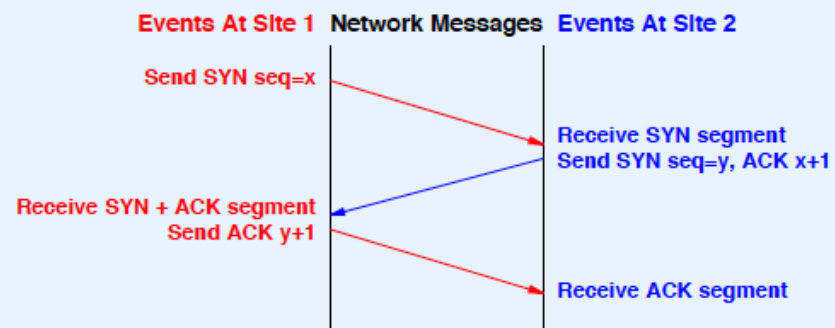 Events At Site 1 Network Messages Events At Site 2
Send SYN seq=x
Receive SYN segment
Send SYN seq=y, ACK x+1
Receive SYN + ACK segment
Send ACK y+1
Receive ACK segment